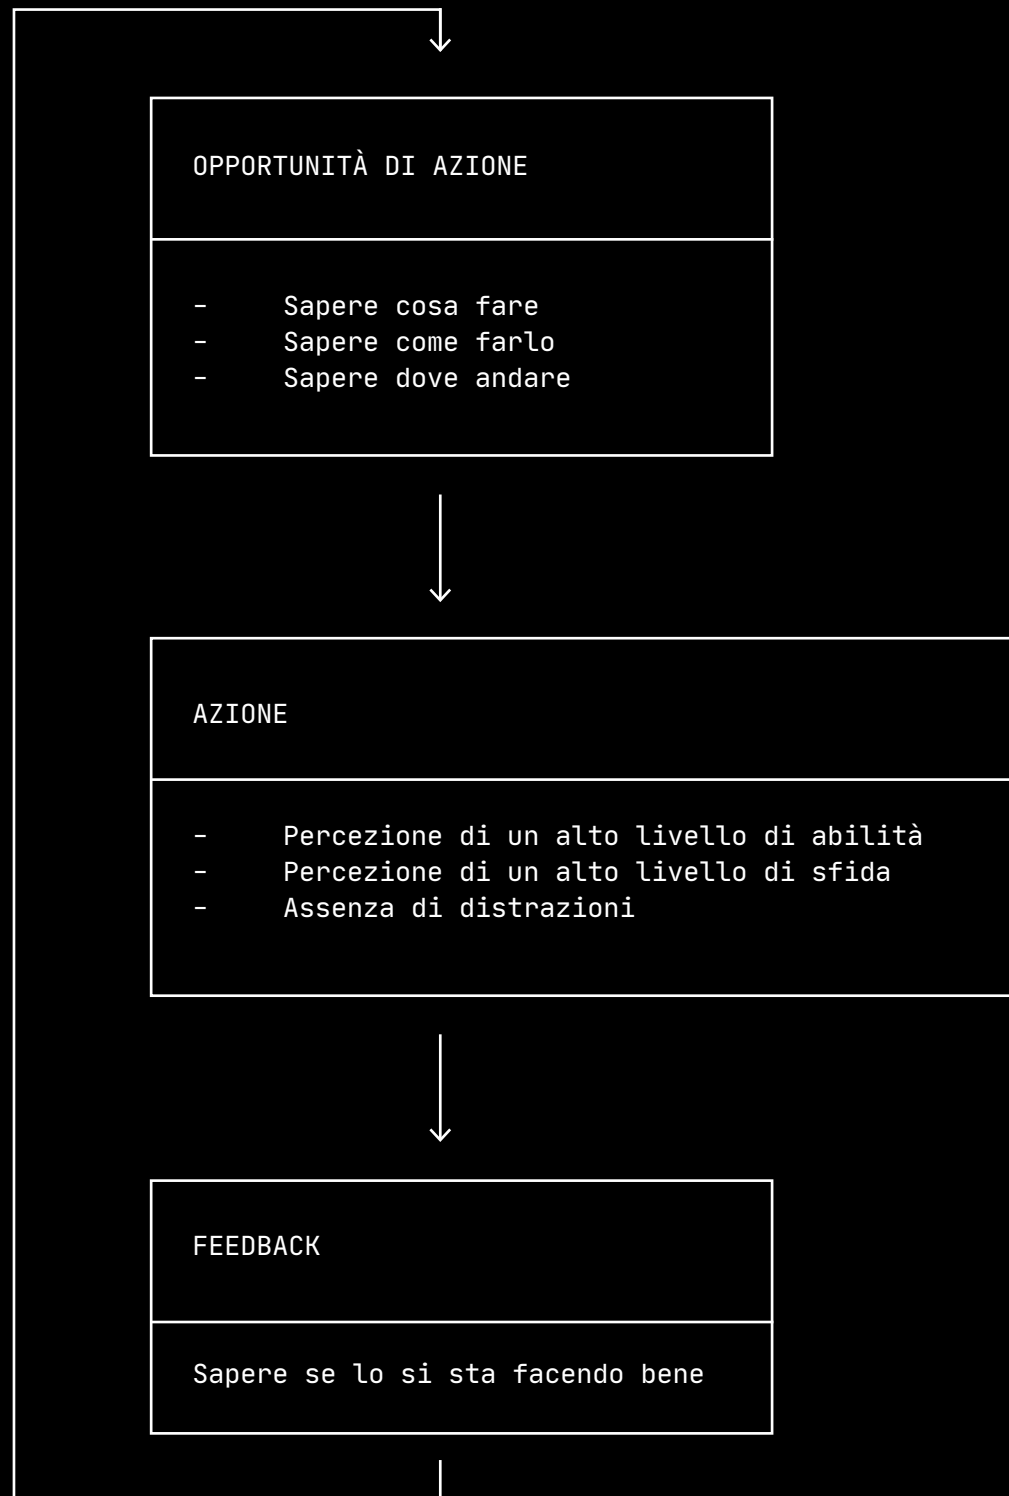 OPPORTUNITÀ DI AZIONE
- Sapere cosa fare
- Sapere come farlo
- Sapere dove andare
AZIONE
- Percezione di un alto livello di abilità
- Percezione di un alto livello di sfida
- Assenza di distrazioni
FEEDBACK
Sapere se lo si sta facendo bene